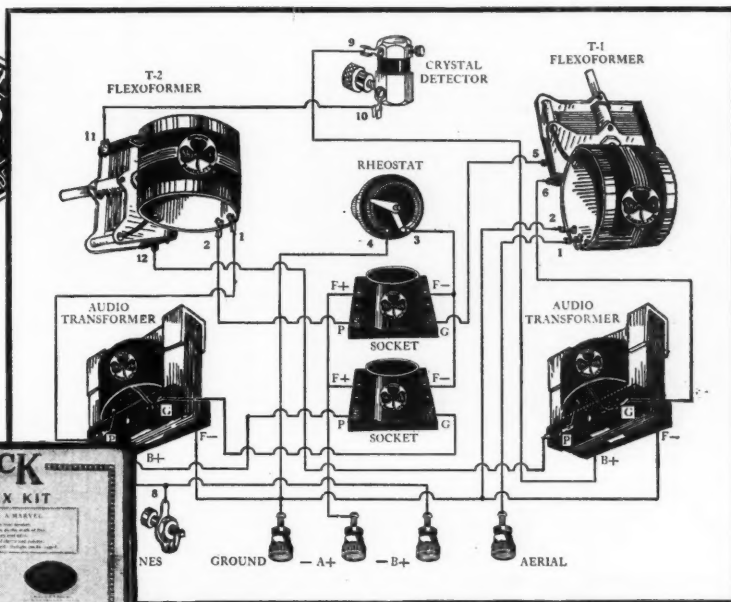 T-2
FLEXOFORMER
9
CRYSTAL
DETECTOR
10
T-1
FLEXOFORMER
11
5
6
RHEOSTAT
4
3
2
1
2
1
12
F+
F-
P
G
SOCKET
AUDIO
TRANSFORMER
AUDIO
TRANSFORMER
F+
F-
P
G
SOCKET
P
G
B+
F-
P
G
B+
F-
CK
X KIT
A MARVEL
8
NES
GROUND
- A +
- B +
AERIAL